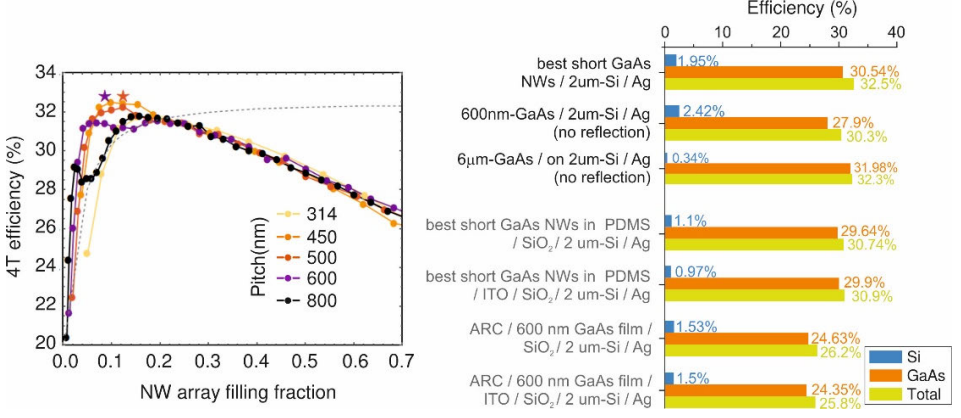 34
32
30
28
26
24
22
20
4T efficiency (%)
0.0 0.1 0.2 0.3 0.4 0.5 0.6 0.7
NW array filling fraction
Pitch(nm)
314
450
500
600
800
Efficiency (%)
0 20 40
best short GaAs
NWs / 2um-Si / Ag
1.95%
30.54%
32.5%
600nm-GaAs / 2um-Si / Ag
(no reflection)
2.42%
27.9%
30.3%
6µm-GaAs / on 2um-Si / Ag
(no reflection)
0.34%
31.98%
32.3%
best short GaAs NWs in PDMS
/ SiO₂/ 2 um-Si / Ag
1.1%
29.64%
30.74%
best short GaAs NWs in PDMS
/ ITO / SiO₂/ 2 um-Si / Ag
0.97%
29.9%
30.9%
ARC / 600 nm GaAs film /
SiO₂/ 2 um-Si / Ag
1.53%
24.63%
26.2%
ARC / 600 nm GaAs film /
ITO / SiO₂/ 2 um-Si / Ag
1.5%
24.35%
25.8%
Si
GaAs
Total